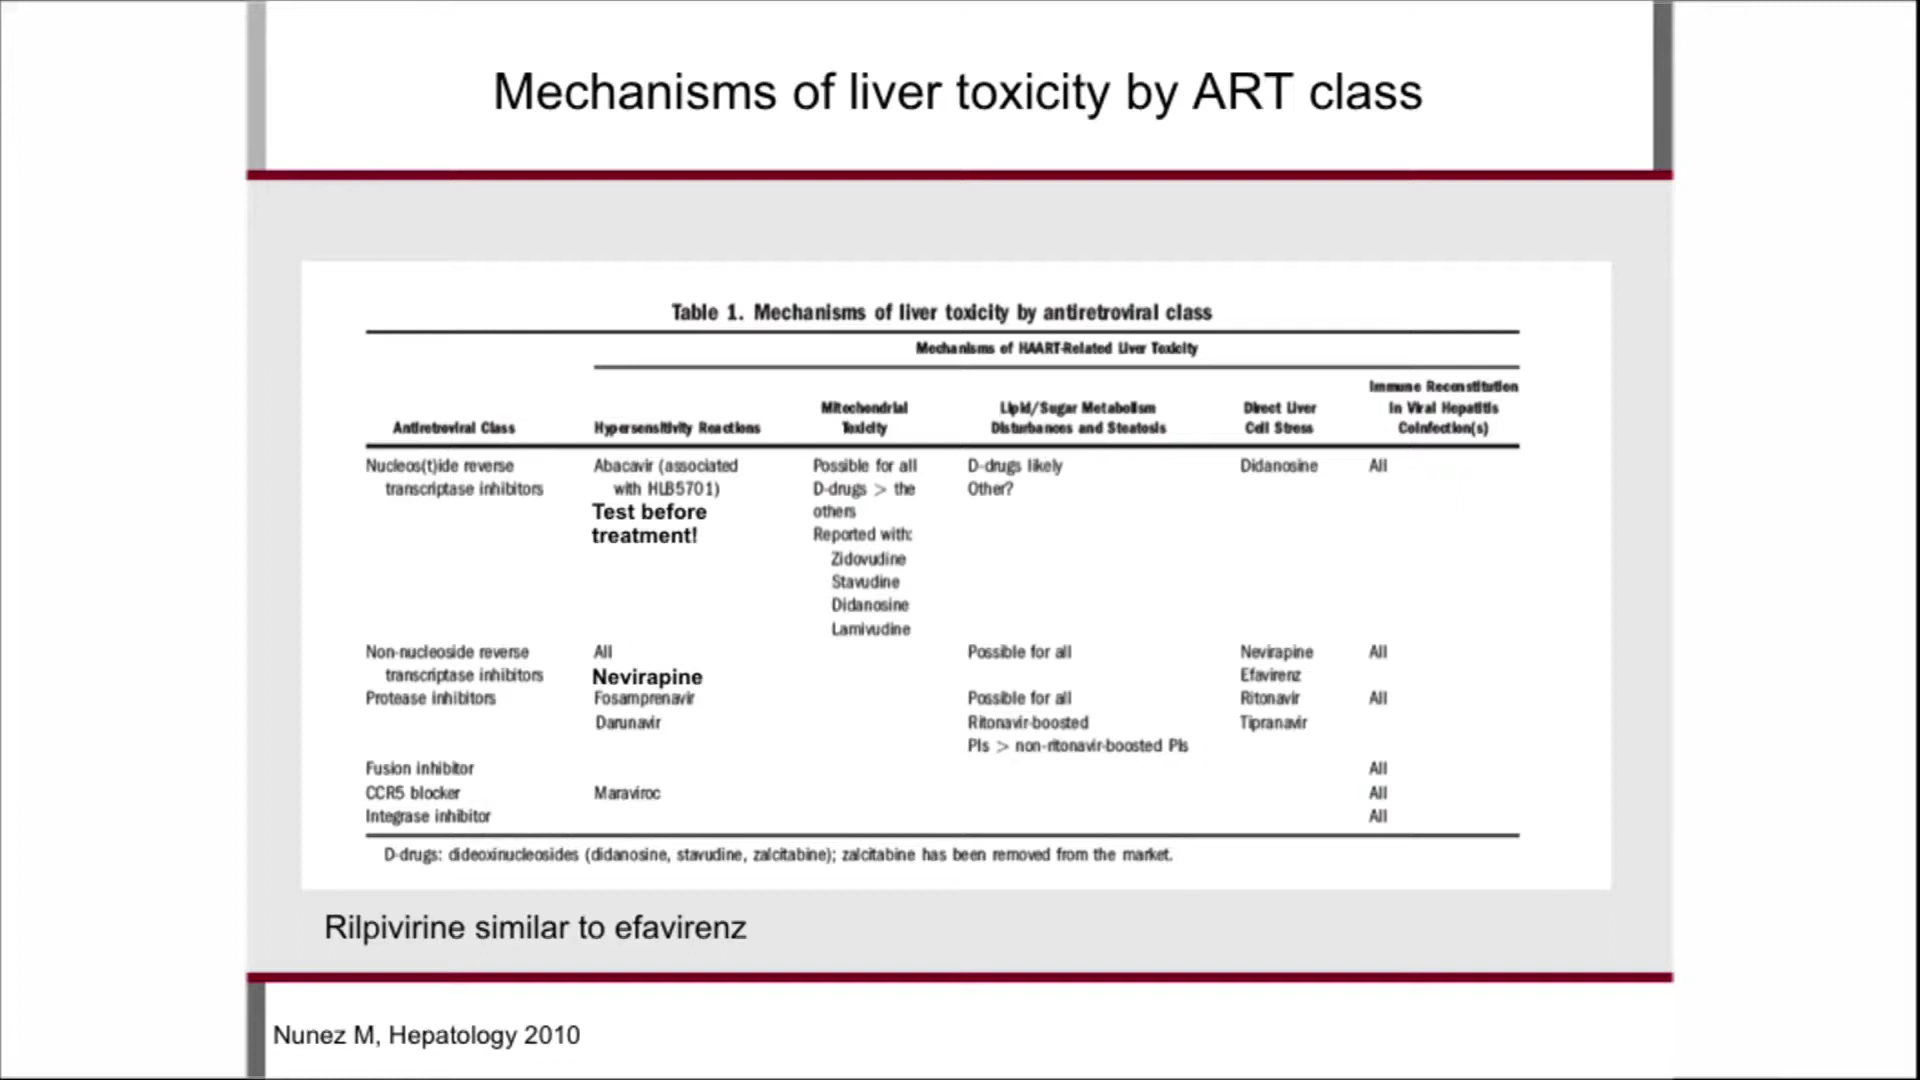 Mechanisms of liver toxicity by ART class
Table 1. Mechanisms of liver toxicity by antiretroviral class
Mechanisms of HAART-Related Liver Toxicity
Antiretroviral Class
Hypersensitivity Reactions
Mitochondrial
Toxicity
Lipid/Sugar Metabolism
Disturbances and Steatosis
Direct Liver
Cell Stress
Immune Reconstitution
in Viral Hepatitis
Coinfection(s)
Nucleos(t)ide reverse
transcriptase inhibitors
Abacavir (associated
with HLB5701)
Test before
treatment!
Possible for all
D-drugs > the
others
Reported with:
Zidovudine
Stavudine
Didanosine
Lamivudine
D-drugs likely
Other?
Didanosine
All
Non-nucleoside reverse
transcriptase inhibitors
All
Nevirapine
Possible for all
Nevirapine
Efavirenz
All
Protease inhibitors
Fosamprenavir
Darunavir
Possible for all
Ritonavir-boosted
PIs > non-ritonavir-boosted PIs
Ritonavir
Tipranavir
All
Fusion inhibitor
All
CCR5 blocker
Maraviroc
All
Integrase inhibitor
All
D-drugs: dideoxinucleosides (didanosine, stavudine, zalcitabine); zalcitabine has been removed from the market.
Rilpivirine similar to efavirenz
Nunez M, Hepatology 2010